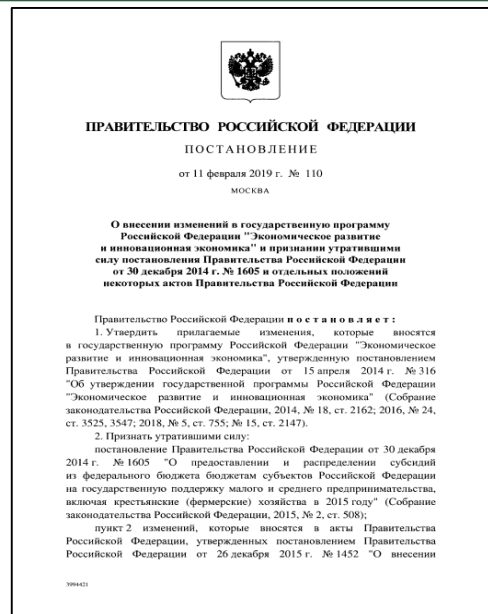 ПРАВИТЕЛЬСТВО РОССИЙСКОЙ ФЕДЕРАЦИИ
ПОСТАНОВЛЕНИЕ
от 11 февраля 2019 г. № 110
МОСКВА
О внесении изменений в государственную программу
Российской Федерации "Экономическое развитие
и инновационная экономика" и признании утратившими
силу постановления Правительства Российской Федерации
от 30 декабря 2014 г. № 1605 и отдельных положений
некоторых актов Правительства Российской Федерации
Правительство Российской Федерации постановляет:
1. Утвердить прилагаемые изменения, которые вносятся
в государственную программу Российской Федерации "Экономическое
развитие и инновационная экономика", утвержденную постановлением
Правительства Российской Федерации от 15 апреля 2014 г. № 316
"Об утверждении государственной программы Российской Федерации
"Экономическое развитие и инновационная экономика" (Собрание
законодательства Российской Федерации, 2014, № 18, ст. 2162; 2016, № 24,
ст. 3525, 3547; 2018, № 5, ст. 755; № 15, ст. 2147).
2. Признать утратившими силу:
постановление Правительства Российской Федерации от 30 декабря
2014 г. № 1605 "О предоставлении и распределении субсидий
из федерального бюджета бюджетам субъектов Российской Федерации
на государственную поддержку малого и среднего предпринимательства,
включая крестьянские (фермерские) хозяйства в 2015 году" (Собрание
законодательства Российской Федерации, 2015, № 2, ст. 508);
пункт 2 изменений, которые вносятся в акты Правительства
Российской Федерации, утвержденных постановлением Правительства
Российской Федерации от 26 декабря 2015 г. № 1452 "О внесении
3994421